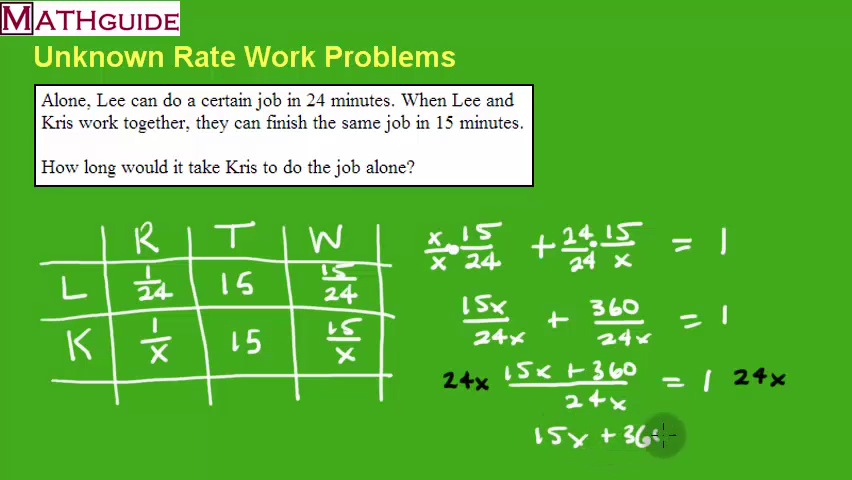 MATHGUIDE
Unknown Rate Work Problems
Alone, Lee can do a certain job in 24 minutes. When Lee and
Kris work together, they can finish the same job in 15 minutes.
How long would it take Kris to do the job alone?
R T W
L 1/24 15 15/24
K 1/x 15 15/x
x/x · 15/24 + 24/24 · 15/x = 1
15x/24x + 360/24x = 1
24x 15x + 360/24x = 1 24x
15x + 36